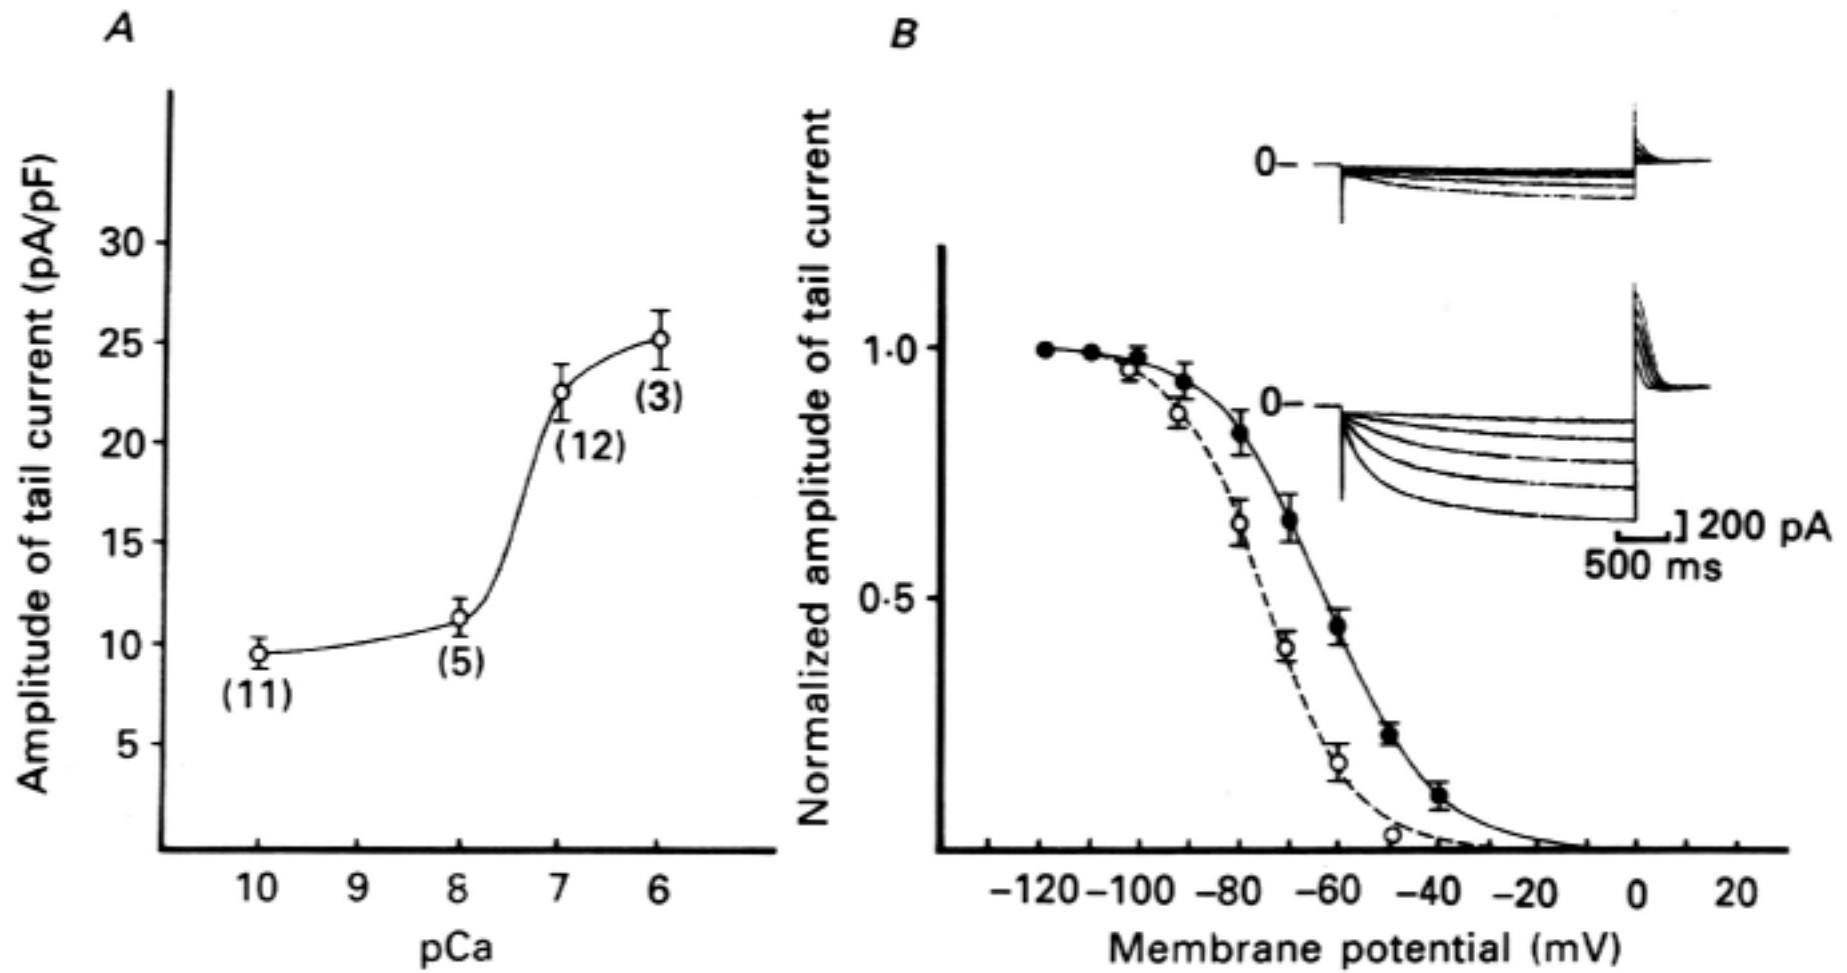 A
Amplitude of tail current (pA/pF)
30
25
20
15
10
5
(11)
(5)
(12)
(3)
10 9 8 7 6
pCa
B
Normalized amplitude of tail current
1·0
0·5
0
0
200 pA
500 ms
−120 −100 −80 −60 −40 −20 0 20
Membrane potential (mV)